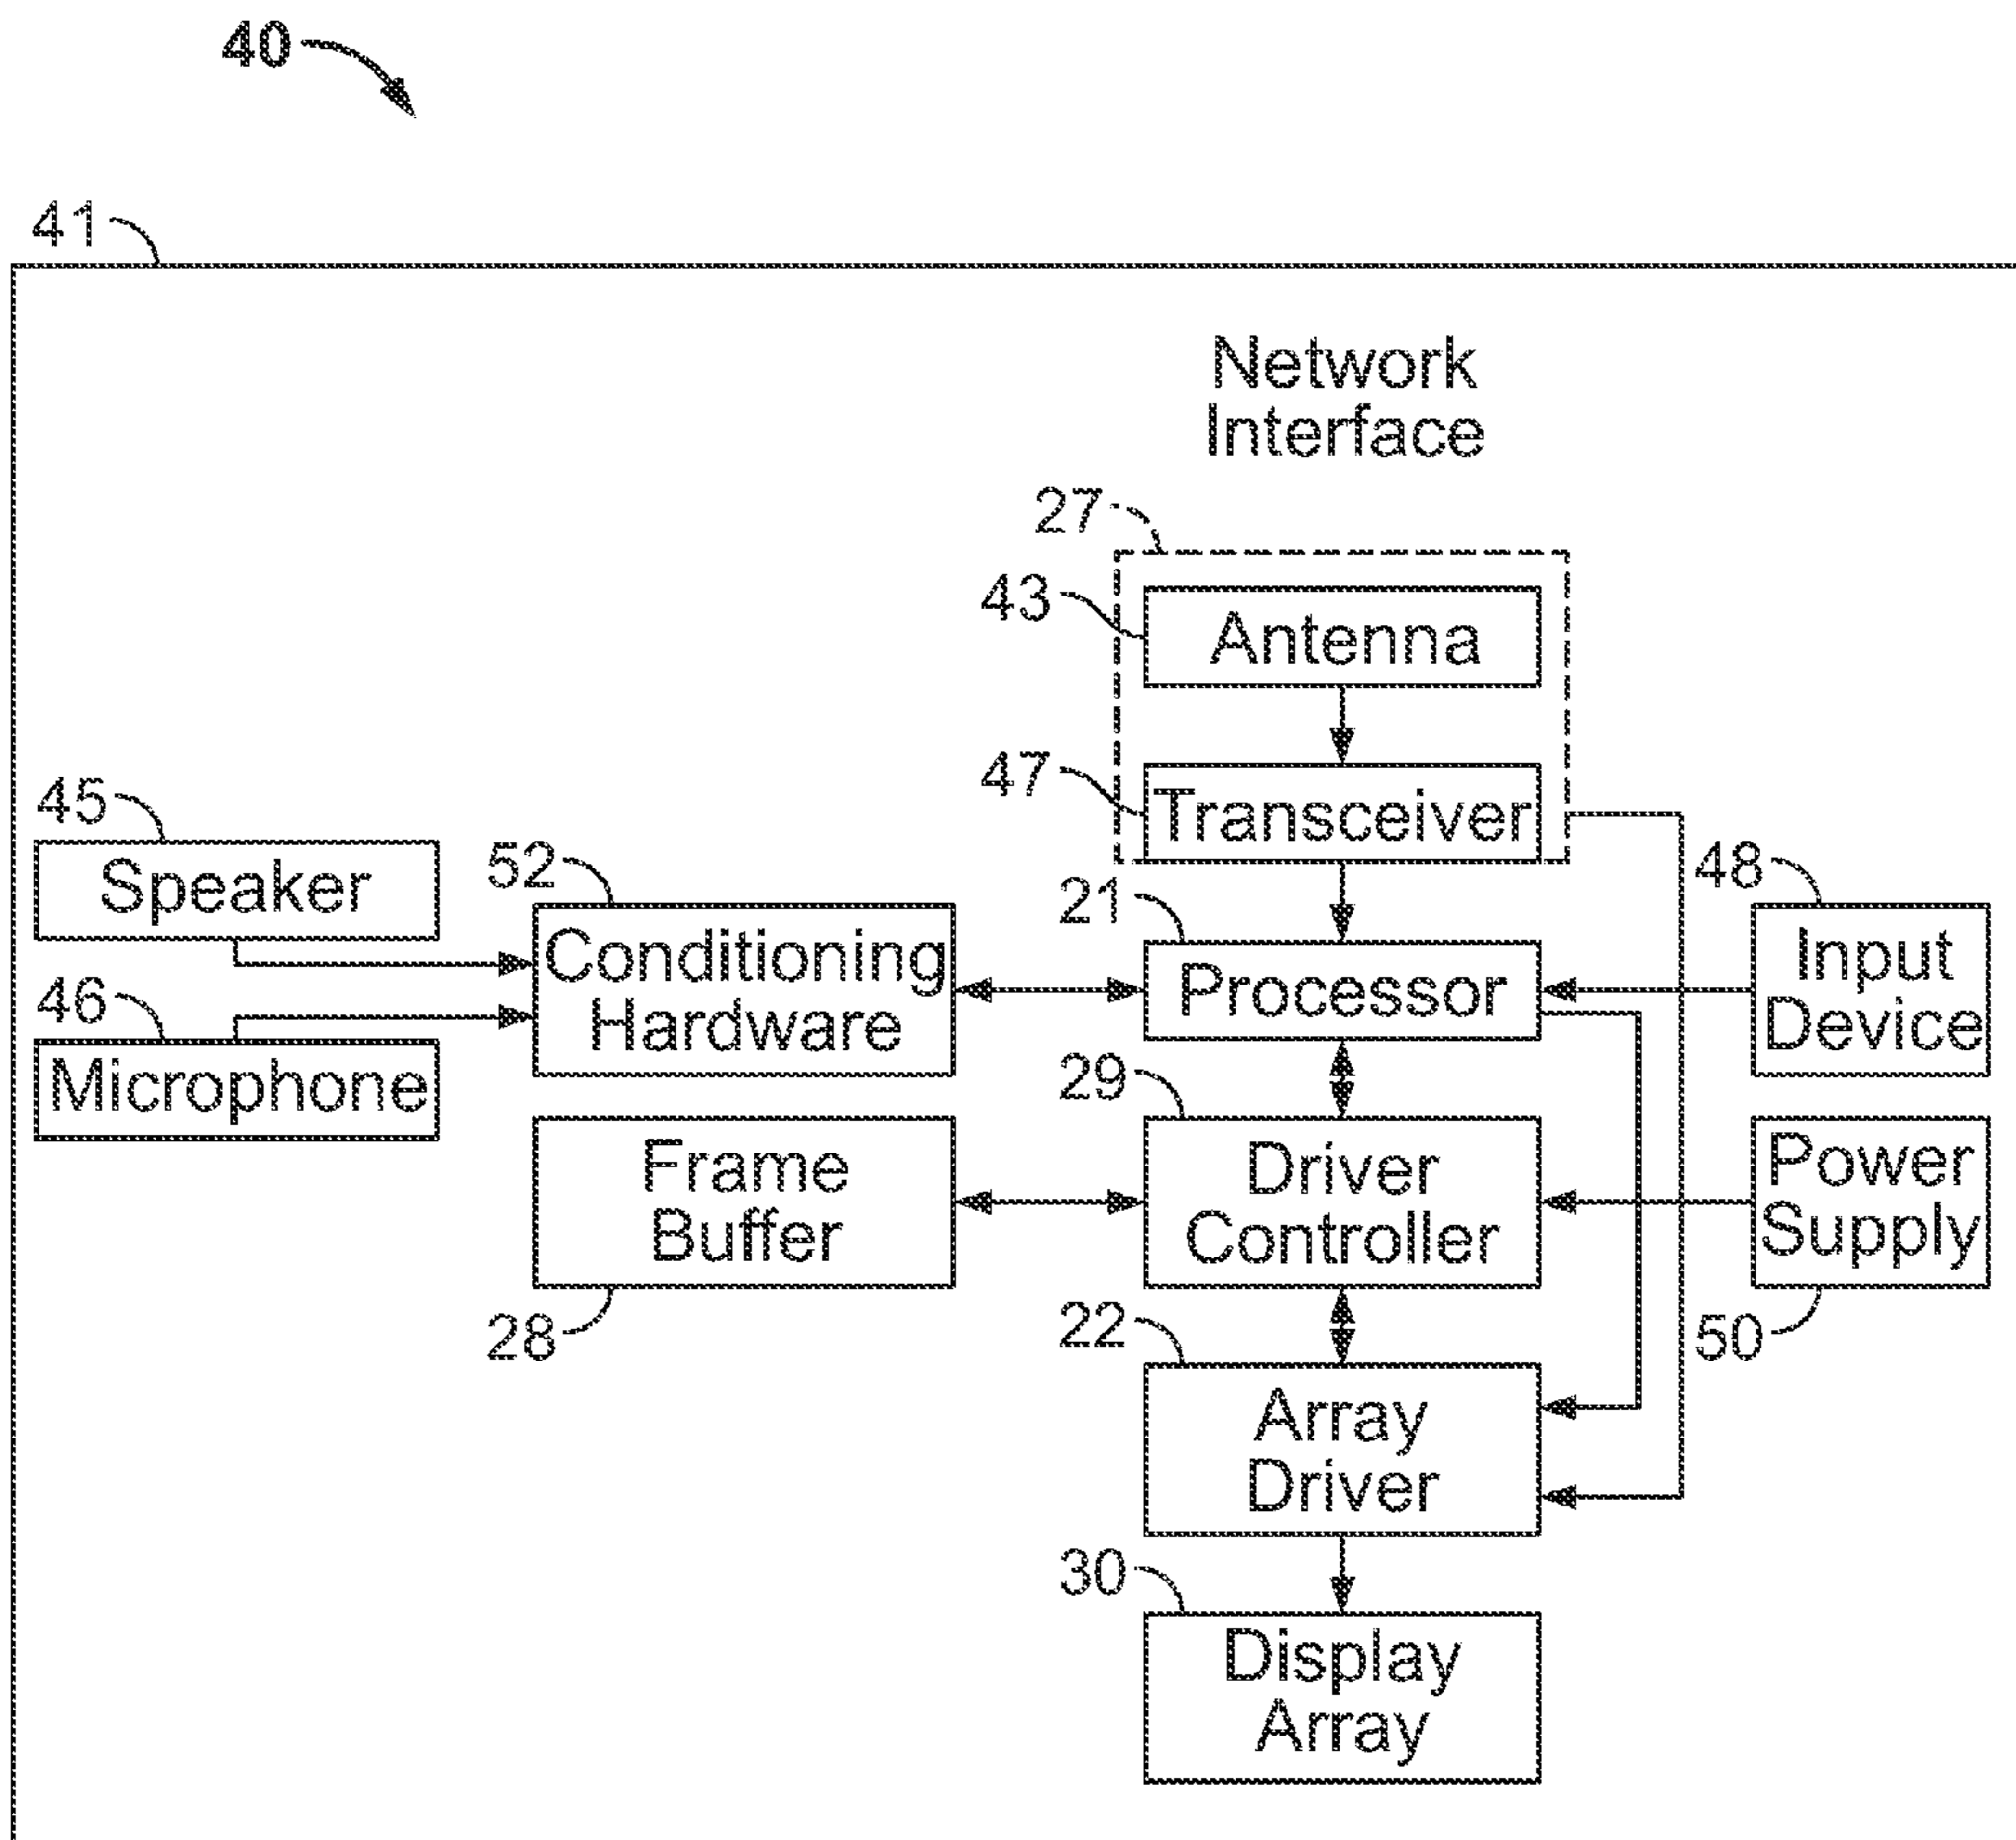 40
41
Network
Interface
27
43
Antenna
47
Transceiver
45
Speaker
52
Conditioning
Hardware
21
Processor
48
Input
Device
46
Microphone
29
Driver
Controller
Frame
Buffer
28
Power
Supply
50
22
Array
Driver
30
Display
Array